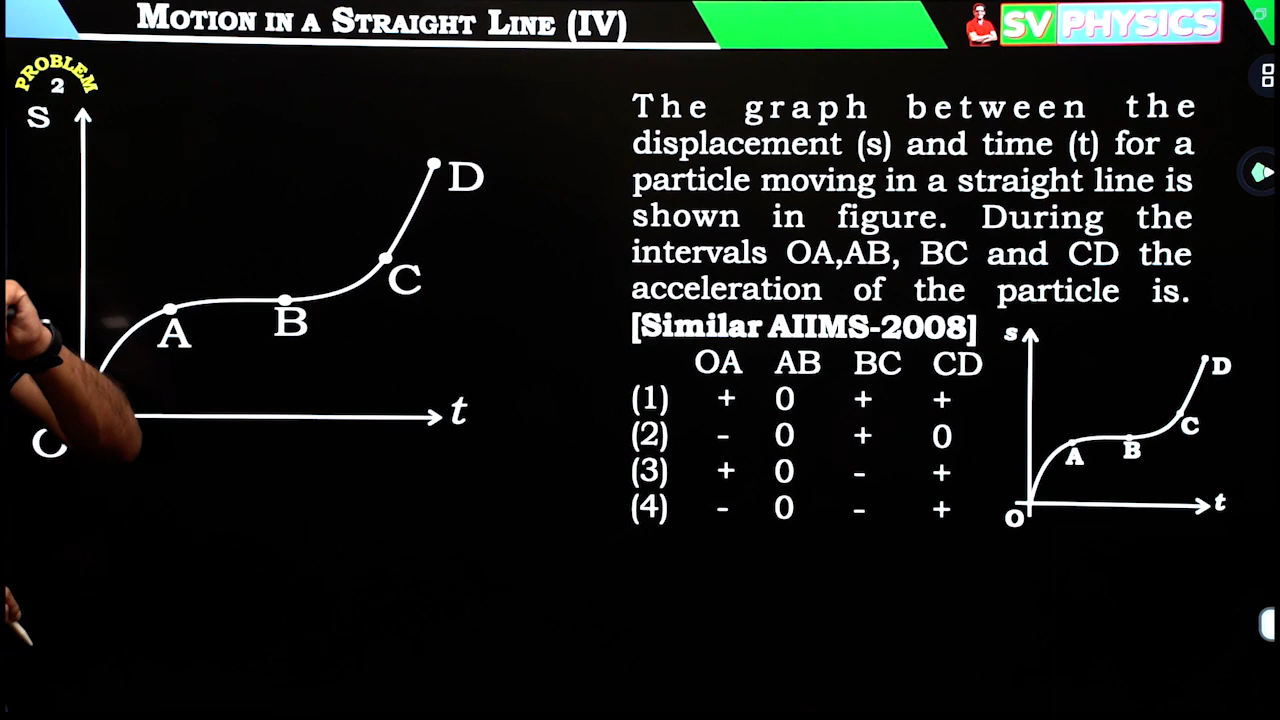 MOTION IN A STRAIGHT LINE (IV)
SV PHYSICS
PROBLEM
2
S
D
C
A
B
t
The graph between the
displacement (s) and time (t) for a
particle moving in a straight line is
shown in figure. During the
intervals OA,AB, BC and CD the
acceleration of the particle is.
[Similar AIIMS-2008]
OA AB BC CD
(1) + 0 + +
(2) - 0 + 0
(3) + 0 - +
(4) - 0 - +
s
D
C
A
B
O
t